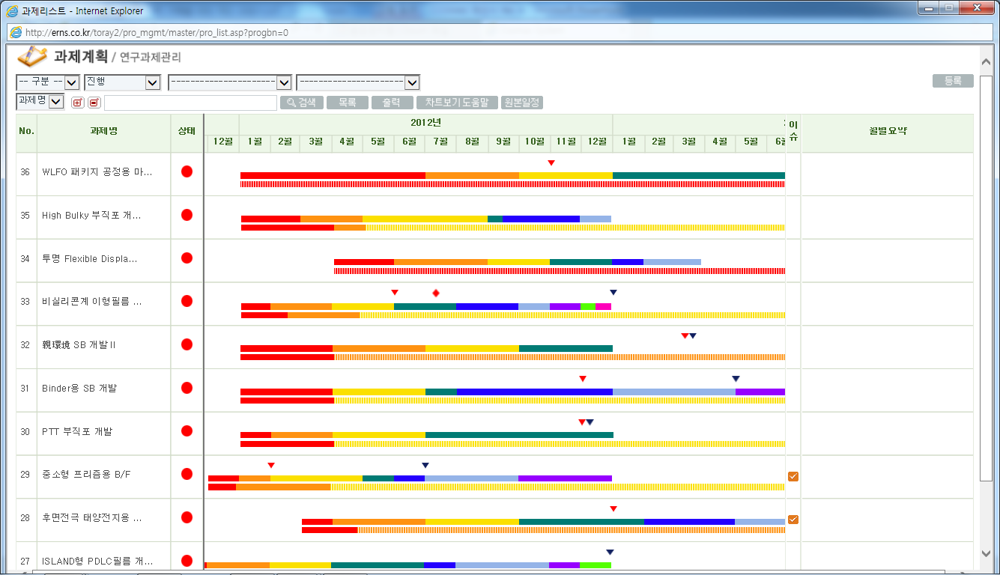 과제리스트 - Internet Explorer
http://erns.co.kr/toray2/pro_mgmt/master/pro_list.asp?progbn=0
과제계획 / 연구과제관리
-- 구분 -- 진행 ---------------------- ----------------------
등록
과제명 검색 목록 출력 차트보기 도움말 원본일정
No. 과제명 상태 2012년 이슈 월별요약
12월 1월 2월 3월 4월 5월 6월 7월 8월 9월 10월 11월 12월 1월 2월 3월 4월 5월
36 WLFO 패키지 공정용 마...
35 High Bulky 부직포 개...
34 투명 Flexible Displa...
33 비실리콘계 이형필름 ...
32 親環境 SB 개발Ⅱ
31 Binder용 SB 개발
30 PTT 부직포 개발
29 중소형 프리즘용 B/F
28 후면전극 태양전지용 ...
27 ISLAND형 PDLC필름 개...